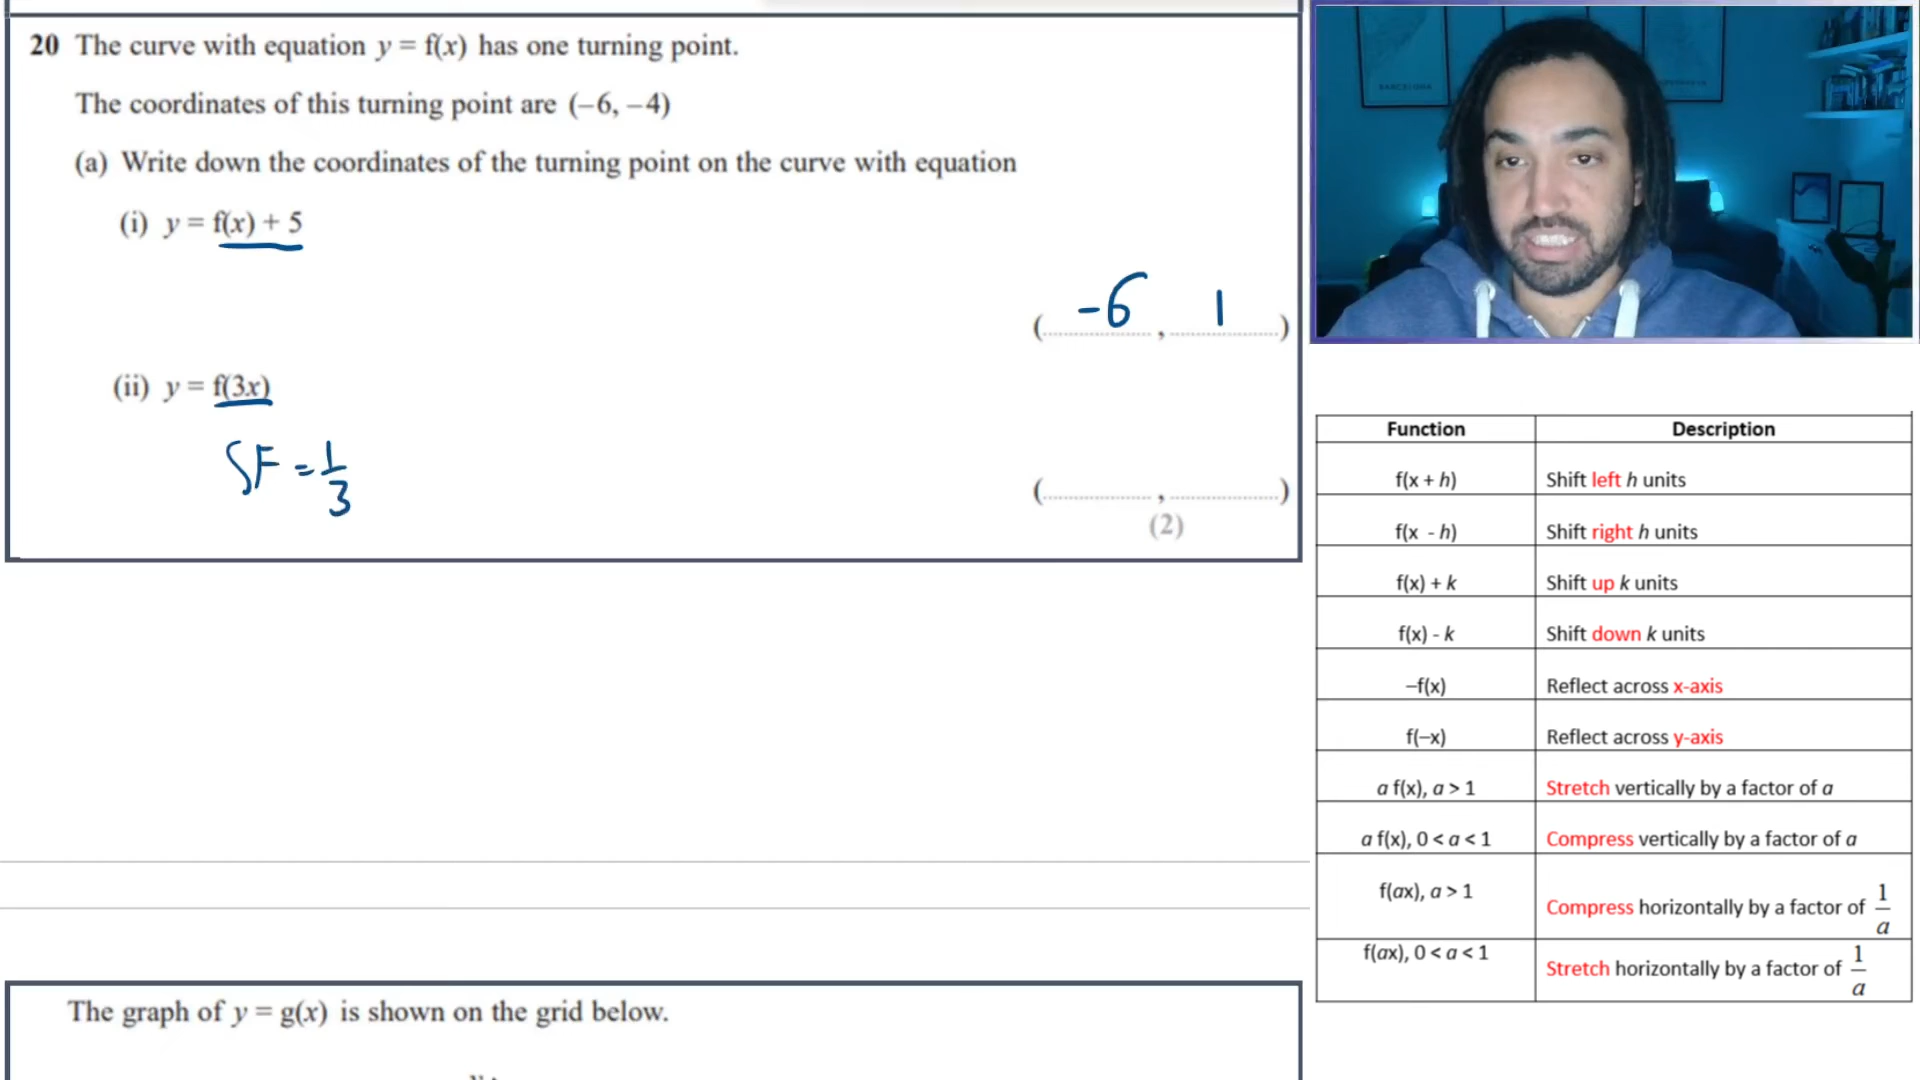 20 The curve with equation y = f(x) has one turning point.
The coordinates of this turning point are (−6, −4)
(a) Write down the coordinates of the turning point on the curve with equation
(i) y = f(x) + 5
(-6 , 1)
(ii) y = f(3x)
SF = 1/3
(.................... , ....................)
(2)
The graph of y = g(x) is shown on the grid below.
BARCELONA
Function Description
f(x + h) Shift left h units
f(x - h) Shift right h units
f(x) + k Shift up k units
f(x) - k Shift down k units
−f(x) Reflect across x-axis
f(−x) Reflect across y-axis
a f(x), a > 1 Stretch vertically by a factor of a
a f(x), 0 < a < 1 Compress vertically by a factor of a
f(ax), a > 1 Compress horizontally by a factor of 1/a
f(ax), 0 < a < 1 Stretch horizontally by a factor of 1/a